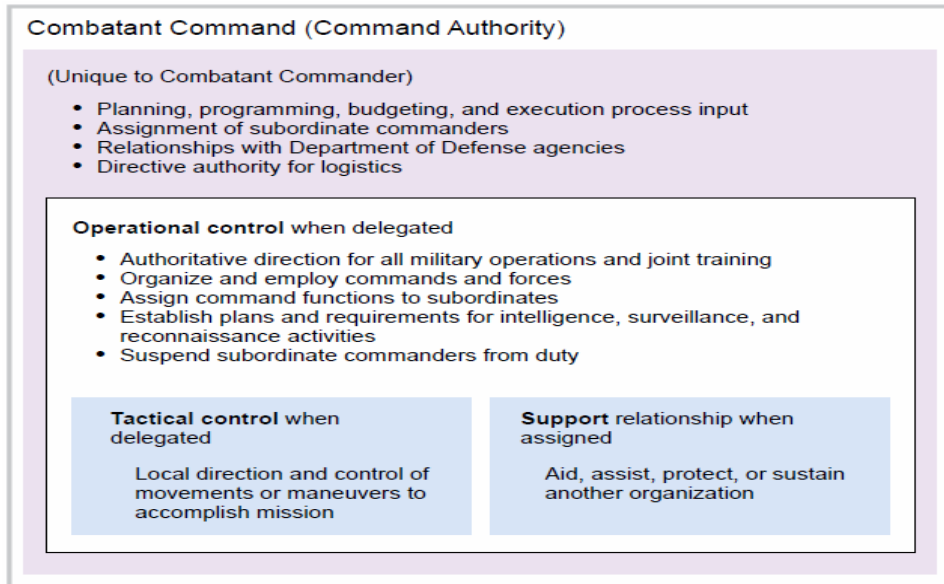 Combatant Command (Command Authority)
(Unique to Combatant Commander)
• Planning, programming, budgeting, and execution process input
• Assignment of subordinate commanders
• Relationships with Department of Defense agencies
• Directive authority for logistics
Operational control when delegated
• Authoritative direction for all military operations and joint training
• Organize and employ commands and forces
• Assign command functions to subordinates
• Establish plans and requirements for intelligence, surveillance, and
reconnaissance activities
• Suspend subordinate commanders from duty
Tactical control when
delegated
Local direction and control of
movements or maneuvers to
accomplish mission
Support relationship when
assigned
Aid, assist, protect, or sustain
another organization